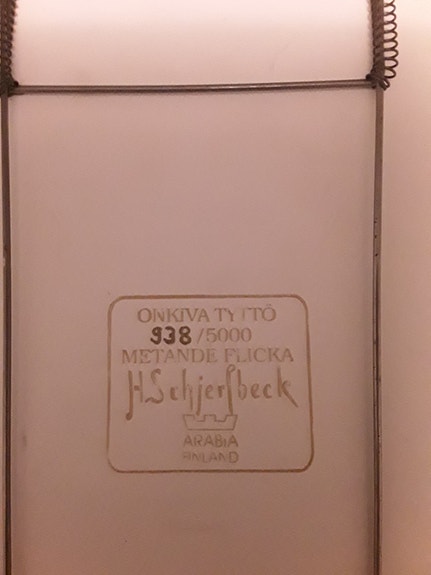 ONKIVA TYTTÖ
938/5000
METANDE FLICKA
H.Schjerfbeck
ARABIA
FINLAND